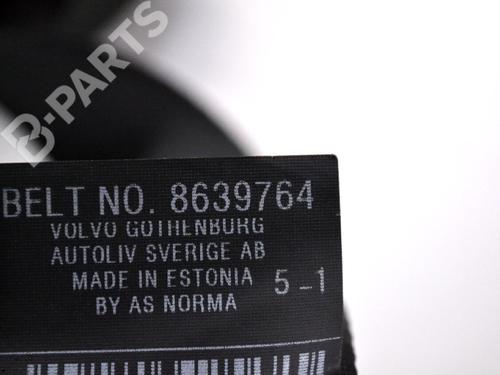 B-PARTS
BELT NO. 8639764
VOLVO GOTHENBURG
AUTOLIV SVERIGE AB
MADE IN ESTONIA 5-1
BY AS NORMA